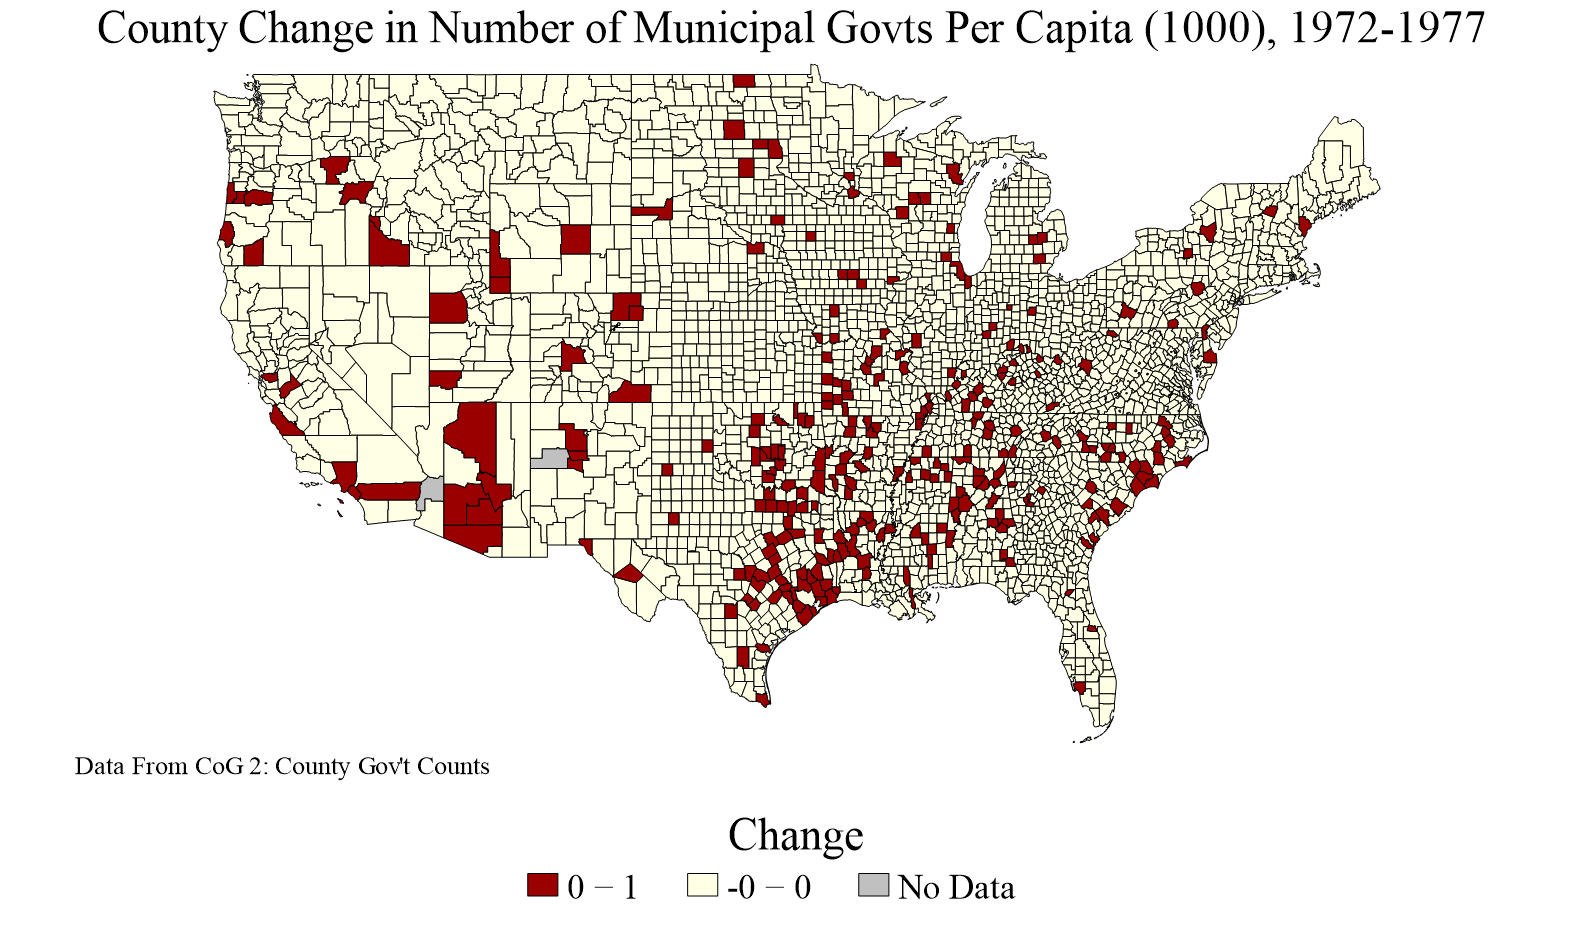 County Change in Number of Municipal Govts Per Capita (1000), 1972-1977
Data From CoG 2: County Gov't Counts
Change
0 − 1
-0 − 0
No Data